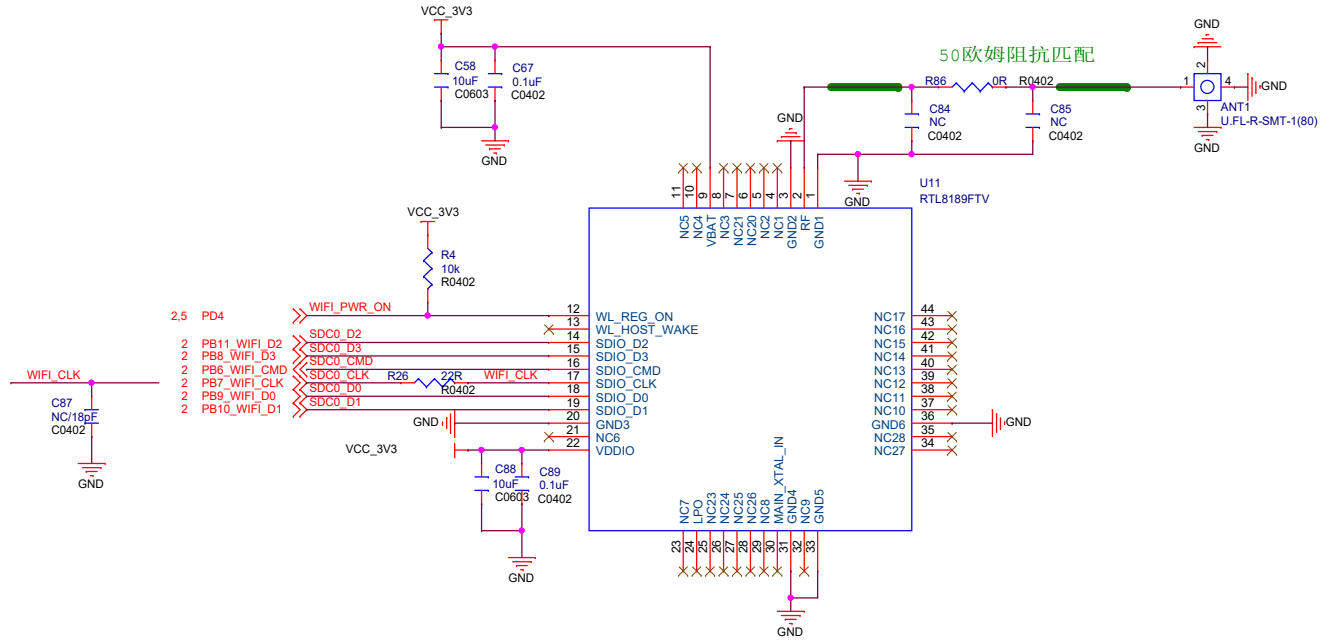 VCC_3V3
C58
10uF
C0603
C67
0.1uF
C0402
GND
50欧姆阻抗匹配
R86
0R
R0402
C84
NC
C0402
C85
NC
C0402
GND
GND
2
1
4
GND
3
ANT1
U.FL-R-SMT-1(80)
GND
GND
U11
RTL8189FTV
11
10
9
8
7
6
5
4
3
2
1
NC5
NC4
VBAT
NC3
NC21
NC20
NC2
NC1
GND2
RF
GND1
VCC_3V3
R4
10k
R0402
2,5 PD4
WIFI_PWR_ON
12 WL_REG_ON
13 WL_HOST_WAKE
2 PB11_WIFI_D2 SDC0_D2 14 SDIO_D2
2 PB8_WIFI_D3 SDC0_D3 15 SDIO_D3
2 PB6_WIFI_CMD SDC0_CMD 16 SDIO_CMD
2 PB7_WIFI_CLK SDC0_CLK R26 22R R0402 WIFI_CLK 17 SDIO_CLK
2 PB9_WIFI_D0 SDC0_D0 18 SDIO_D0
2 PB10_WIFI_D1 SDC0_D1 19 SDIO_D1
GND 20 GND3
21 NC6
VCC_3V3 22 VDDIO
WIFI_CLK
C87
NC/18pF
C0402
GND
C88
10uF
C0603
C89
0.1uF
C0402
GND
NC17 44
NC16 43
NC15 42
NC14 41
NC13 40
NC12 39
NC11 38
NC10 37
GND6 36 GND
NC28 35
NC27 34
NC7
LPO
NC23
NC24
NC25
NC26
NC8
MAIN_XTAL_IN
GND4
NC9
GND5
23
24
25
26
27
28
29
30
31
32
33
GND